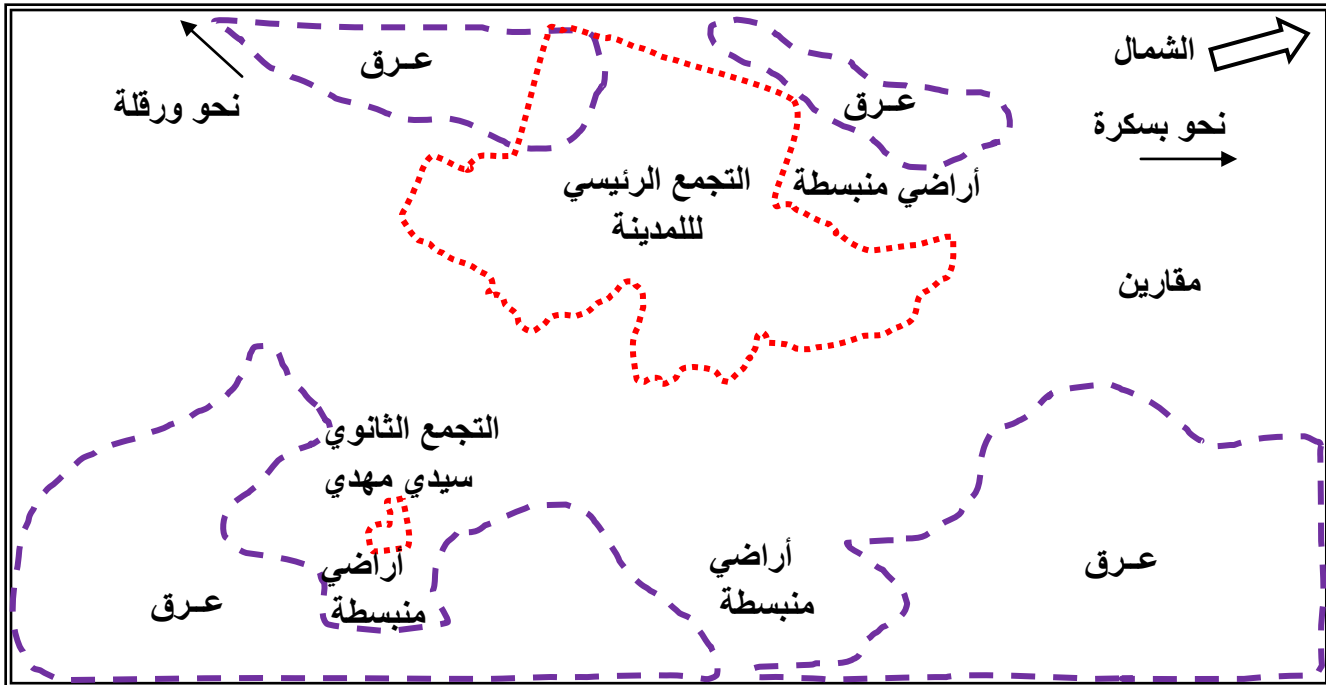 الشمال
عـرق
نحو ورقلة
عـرق
نحو بسكرة
التجمع الرئيسي
لللمدينة
أراضي منبسطة
مقارين
التجمع الثانوي
سيدي مهدي
أراضي
منبسطة
أراضي
منبسطة
عـرق
عـرق